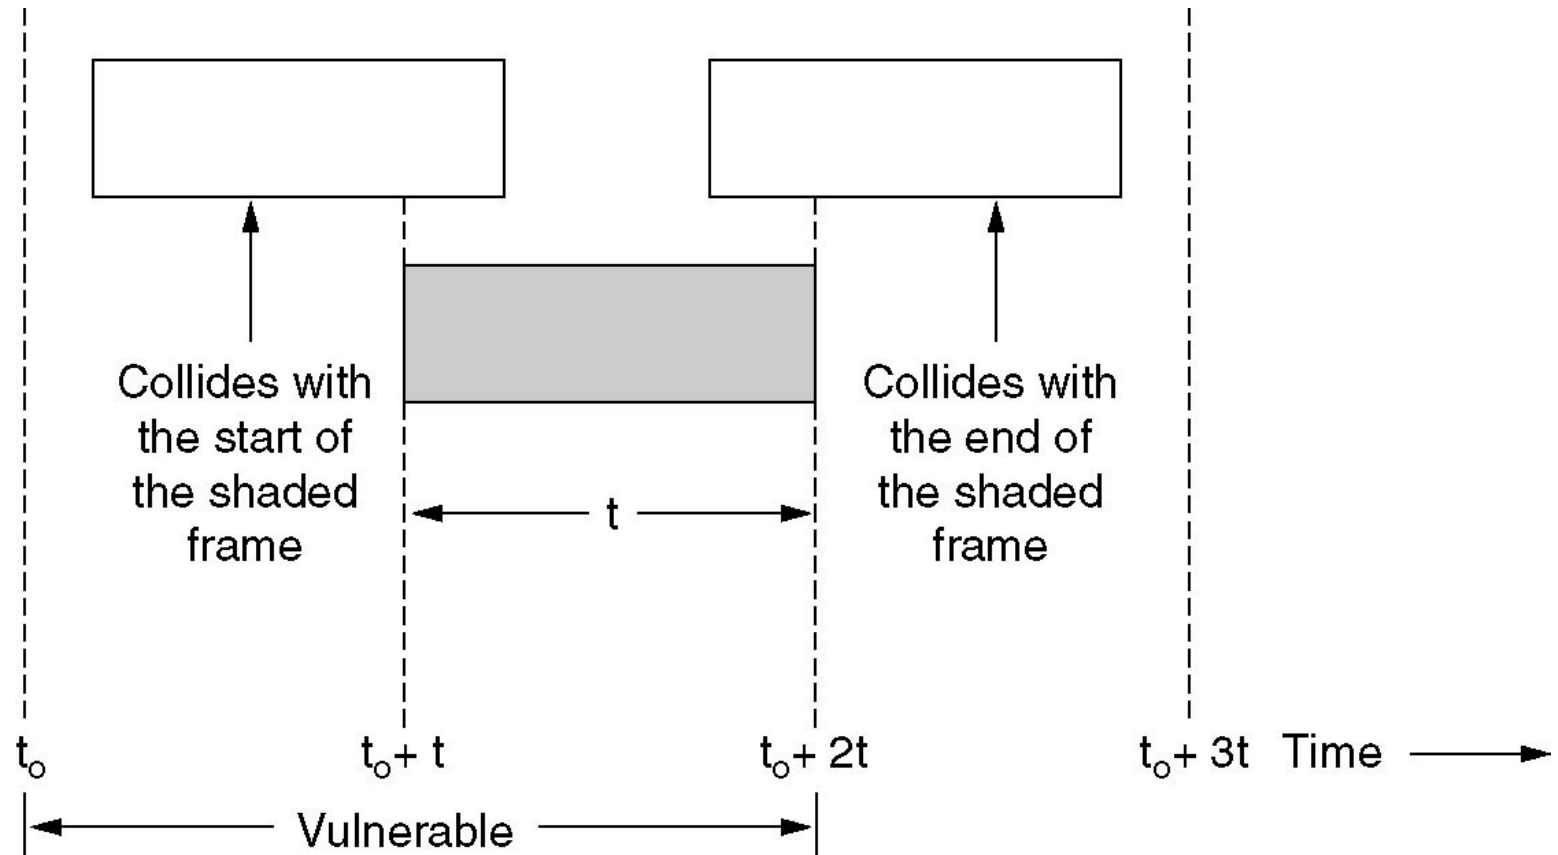 Collides with
the start of
the shaded
frame
Collides with
the end of
the shaded
frame
t
to
to+ t
to+ 2t
to+ 3t
Time
Vulnerable